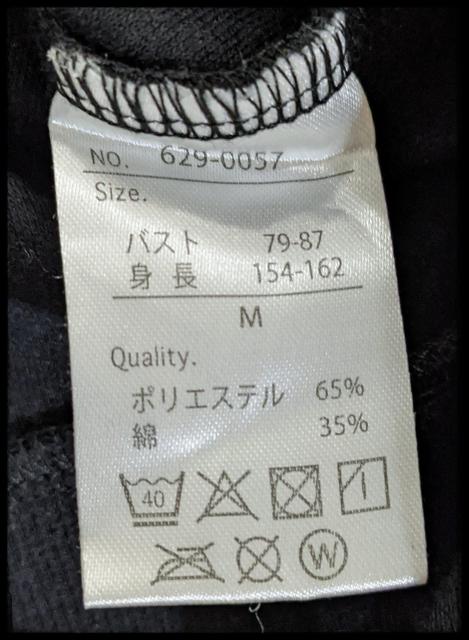 NO. 629-0057
Size.
バスト 79-87
身長 154-162
M
Quality.
ポリエステル 65%
綿 35%
40
W